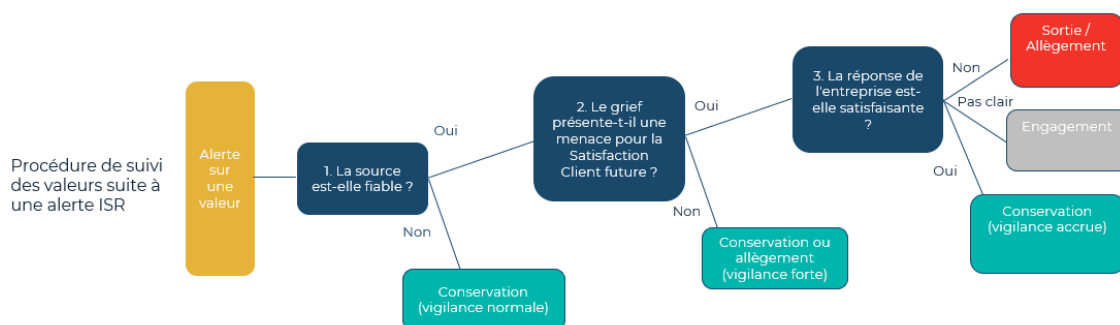 Procédure de suivi
des valeurs suite à
une alerte ISR
Alerte
sur
une
valeur
1. La source
est-elle fiable ?
Oui
Non
Conservation
(vigilance normale)
2. Le grief
présente-t-il une
menace pour la
Satisfaction
Client future ?
Oui
Non
Conservation ou
allègement
(vigilance forte)
3. La réponse de
l'entreprise est-
elle satisfaisante
?
Non
Pas clair
Oui
Sortie /
Allègement
Engagement
Conservation
(vigilance accrue)